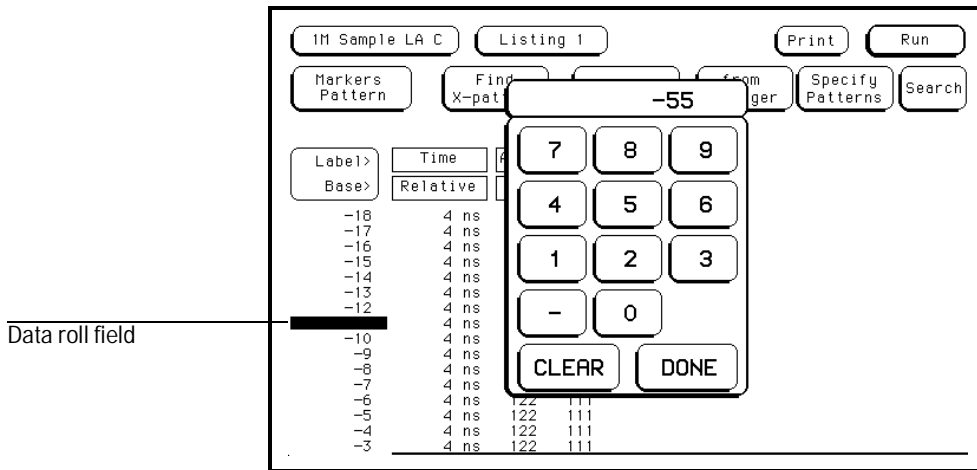 1M Sample LA C Listing 1 Print Run
Markers Pattern
Find
from
Specify Patterns
Search
-55
7 8 9
4 5 6
1 2 3
- 0
CLEAR DONE
Label> Time
Base> Relative
-18 4 ns
-17 4 ns
-16 4 ns
-15 4 ns
-14 4 ns
-13 4 ns
-12 4 ns
4 ns
-10 4 ns
-9 4 ns
-8 4 ns
-7 4 ns
-6 4 ns 122 111
-5 4 ns 122 111
-4 4 ns 122 111
-3 4 ns 122 111
Data roll field